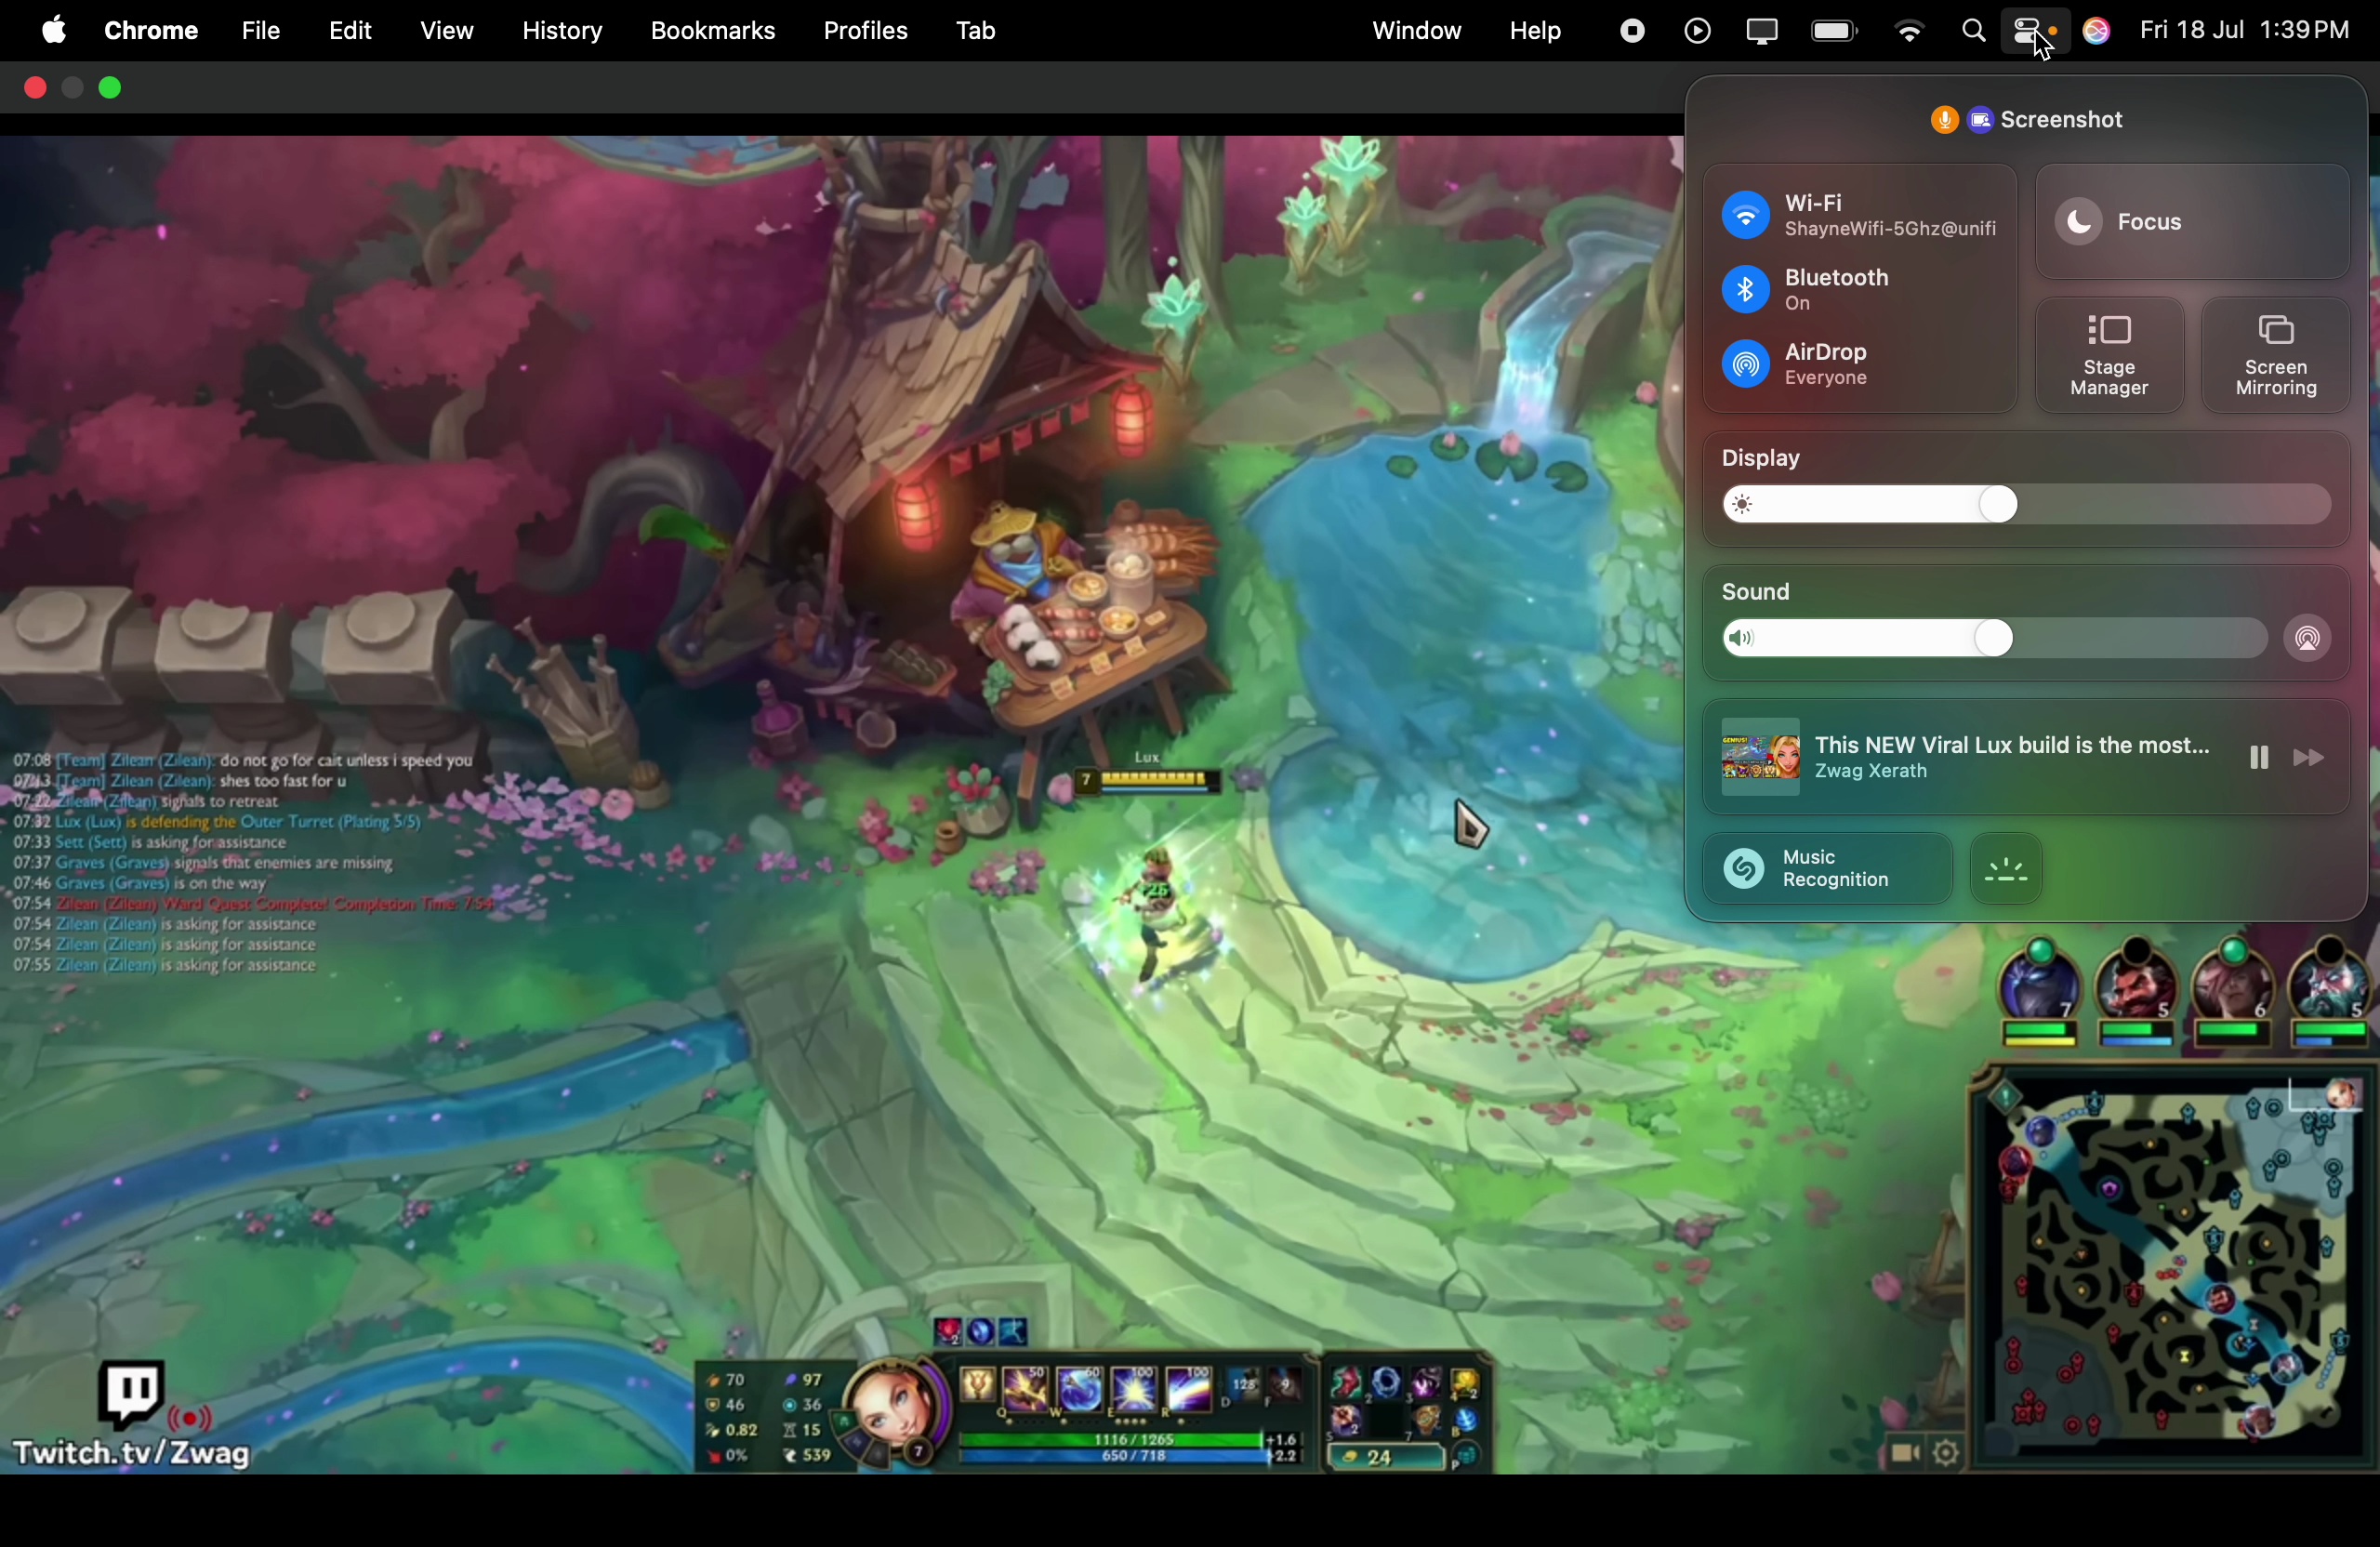 Chrome File Edit View History Bookmarks Profiles Tab Window Help Fri 18 Jul 1:39 PM
Screenshot
Wi-Fi
ShayneWifi-5Ghz@unifi
Focus
Bluetooth
On
AirDrop
Everyone
Stage
Manager
Screen
Mirroring
Display
Sound
This NEW Viral Lux build is the most...
Zwag Xerath
Music
Recognition
Lux
7
07:08 [Team] Zilean (Zilean): do not go for cait unless i speed you
07:13 [Team] Zilean (Zilean): shes too fast for u
07:22 Zilean (Zilean) signals to retreat
07:32 Lux (Lux) is defending the Outer Turret (Plating 5/5)
07:33 Sett (Sett) is asking for assistance
07:37 Graves (Graves) signals that enemies are missing
07:46 Graves (Graves) is on the way
07:54 Zilean (Zilean) Ward Quest Complete! Completion Time: 7:54
07:54 Zilean (Zilean) is asking for assistance
07:54 Zilean (Zilean) is asking for assistance
07:55 Zilean (Zilean) is asking for assistance
7 5 6 5
Twitch.tv/Zwag
70 97
46 36
0.82 15
0% 539
7
50 60 100 100
Q W E R D F
1116 / 1265 +1.6
650 / 718
24